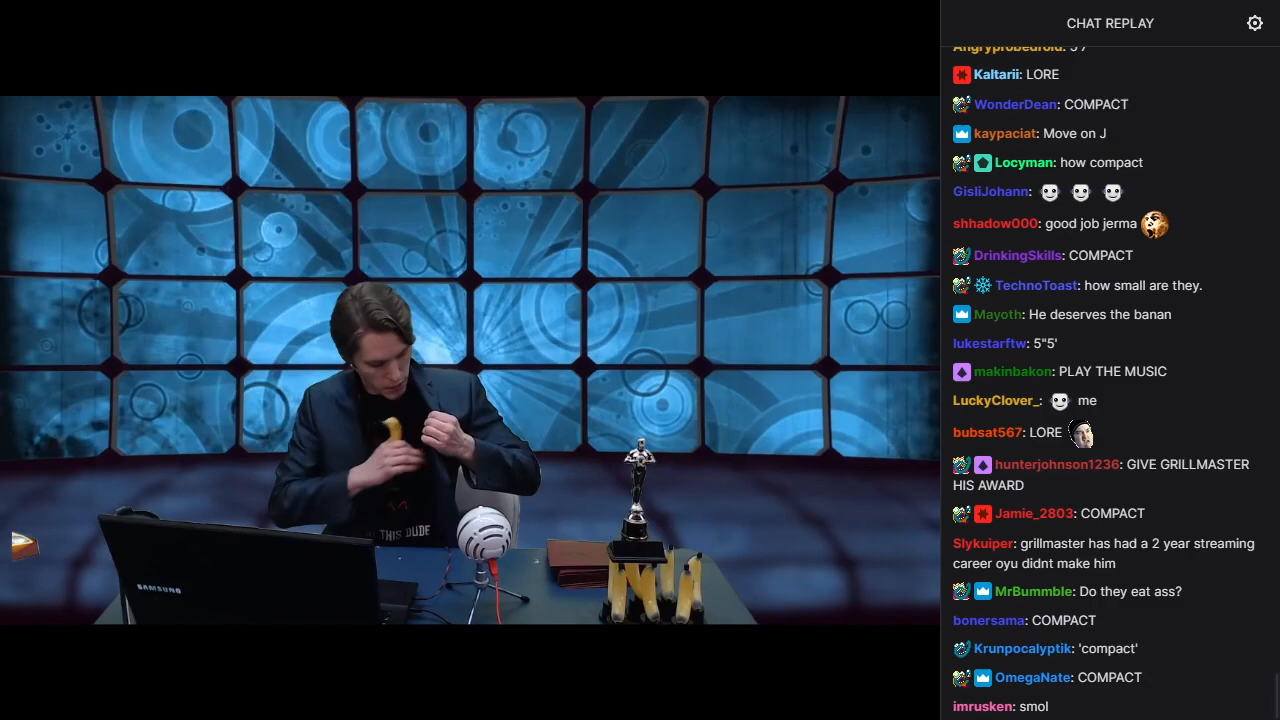 CHAT REPLAY
Angryprobedroid: 5'7
Kaltarii: LORE
WonderDean: COMPACT
kaypaciat: Move on J
Locyman: how compact
GisliJohann:
shhadow000: good job jerma
DrinkingSkills: COMPACT
TechnoToast: how small are they.
Mayoth: He deserves the banan
lukestarftw: 5"5'
makinbakon: PLAY THE MUSIC
LuckyClover_: me
bubsat567: LORE
hunterjohnson1236: GIVE GRILLMASTER
HIS AWARD
Jamie_2803: COMPACT
Slykuiper: grillmaster has had a 2 year streaming
career oyu didnt make him
MrBummble: Do they eat ass?
bonersama: COMPACT
Krunpocalyptik: 'compact'
OmegaNate: COMPACT
imrusken: smol
THIS DUDE
SAMSUNG